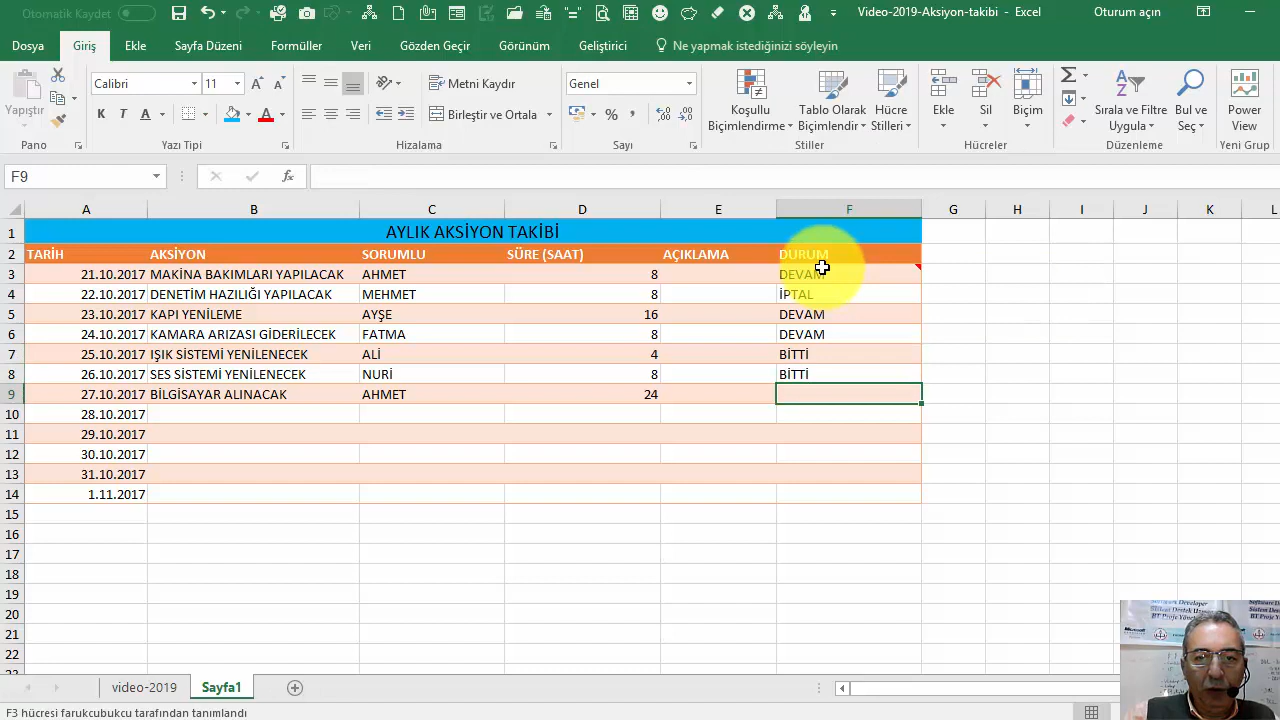 Otomatik Kaydet
Video-2019-Aksiyon-takibi - Excel
Oturum açın
Dosya Giriş Ekle Sayfa Düzeni Formüller Veri Gözden Geçir Görünüm Geliştirici Ne yapmak istediğinizi söyleyin
Yapıştır
Calibri 11
K T A
Metni Kaydır
Birleştir ve Ortala
Genel
Koşullu Biçimlendirme
Tablo Olarak Biçimlendir
Hücre Stilleri
Ekle
Sil
Biçim
Sırala ve Filtre Uygula
Bul ve Seç
Power View
Pano Yazı Tipi Hizalama Sayı Stiller Hücreler Düzenleme Yeni Grup
F9 fx
A B C D E F G H I J K L
1 AYLIK AKSİYON TAKİBİ
2 TARİH AKSİYON SORUMLU SÜRE (SAAT) AÇIKLAMA DURUM
3 21.10.2017 MAKİNA BAKIMLARI YAPILACAK AHMET 8 DEVAM
4 22.10.2017 DENETİM HAZILIĞI YAPILACAK MEHMET 8 İPTAL
5 23.10.2017 KAPI YENİLEME AYŞE 16 DEVAM
6 24.10.2017 KAMARA ARIZASI GİDERİLECEK FATMA 8 DEVAM
7 25.10.2017 IŞIK SİSTEMİ YENİLENECEK ALİ 4 BİTTİ
8 26.10.2017 SES SİSTEMİ YENİLENECEK NURİ 8 BİTTİ
9 27.10.2017 BİLGİSAYAR ALINACAK AHMET 24
10 28.10.2017
11 29.10.2017
12 30.10.2017
13 31.10.2017
14 1.11.2017
15
16
17
18
19
20
21
22
video-2019 Sayfa1
F3 hücresi farukcubukcu tarafından tanımlandı
Software Developer
Sistem Destek
BT Proje
Microsoft